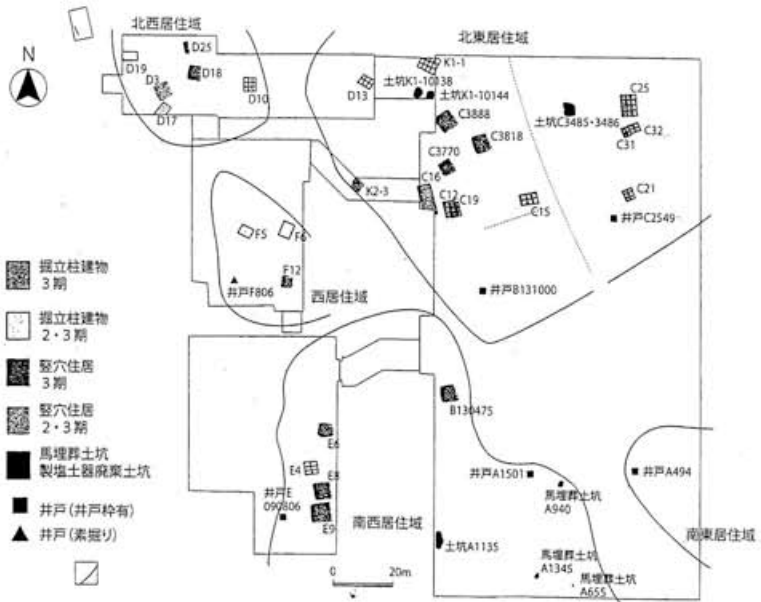 北西居住域
北東居住域
N
D25
D19
D3
D18
D10
D17
D13
K1-1
土坑K1-10138
土坑K1-10144
C3888
C3818
C3770
C16
C12
C19
K2-3
C15
C25
土坑C3485・3486
C32
C31
C21
井戸C2549
井戸B131000
F5
F6
F12
井戸F806
西居住域
掘立柱建物
3期
掘立柱建物
2・3期
竪穴住居
3期
竪穴住居
2・3期
馬埋葬土坑
製塩土器廃棄土坑
井戸(井戸枠有)
井戸(素掘り)
B130475
E6
E4
E8
井戸E
090806
E9
南西居住域
井戸A1501
馬埋葬土坑
A940
井戸A494
南東居住域
土坑A1135
馬埋葬土坑
A1345
馬埋葬土坑
A655
0 20m